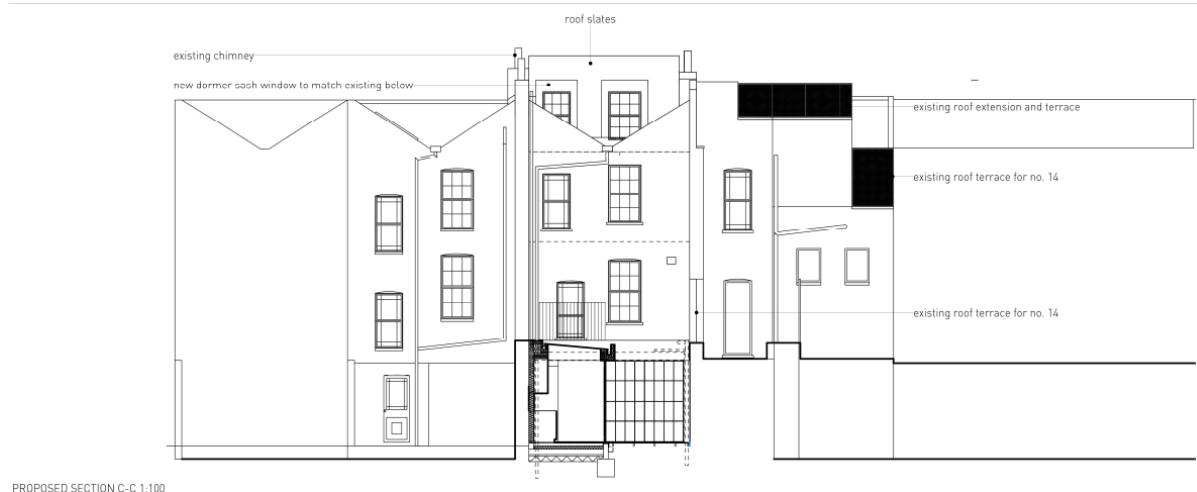 roof slates
existing chimney
new dormer sash window to match existing below
existing roof extension and terrace
existing roof terrace for no. 14
existing roof terrace for no. 14
PROPOSED SECTION C-C 1:100